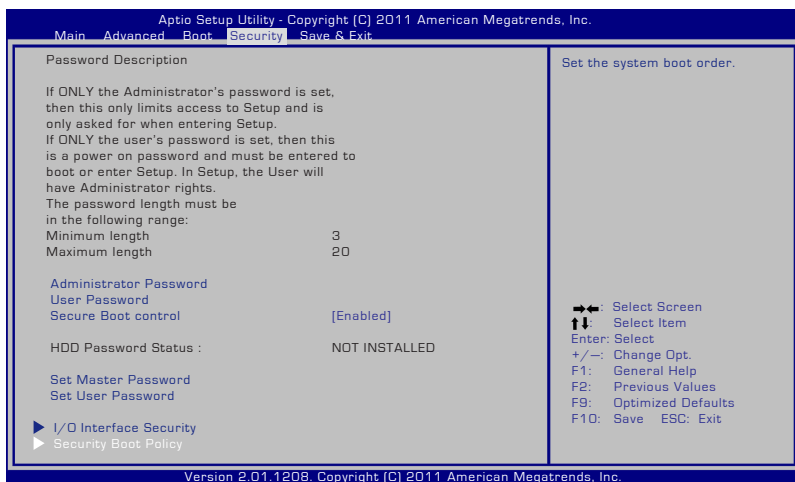 Aptio Setup Utility - Copyright (C) 2011 American Megatrends, Inc.
Main Advanced Boot Security Save & Exit
Password Description
If ONLY the Administrator's password is set,
then this only limits access to Setup and is
only asked for when entering Setup.
If ONLY the user's password is set, then this
is a power on password and must be entered to
boot or enter Setup. In Setup, the User will
have Administrator rights.
The password length must be
in the following range:
Minimum length 3
Maximum length 20
Administrator Password
User Password
Secure Boot control [Enabled]
HDD Password Status : NOT INSTALLED
Set Master Password
Set User Password
I/O Interface Security
Security Boot Policy
Set the system boot order.
→←: Select Screen
↑↓: Select Item
Enter: Select
+/—: Change Opt.
F1: General Help
F2: Previous Values
F9: Optimized Defaults
F10: Save ESC: Exit
Version 2.01.1208. Copyright (C) 2011 American Megatrends, Inc.